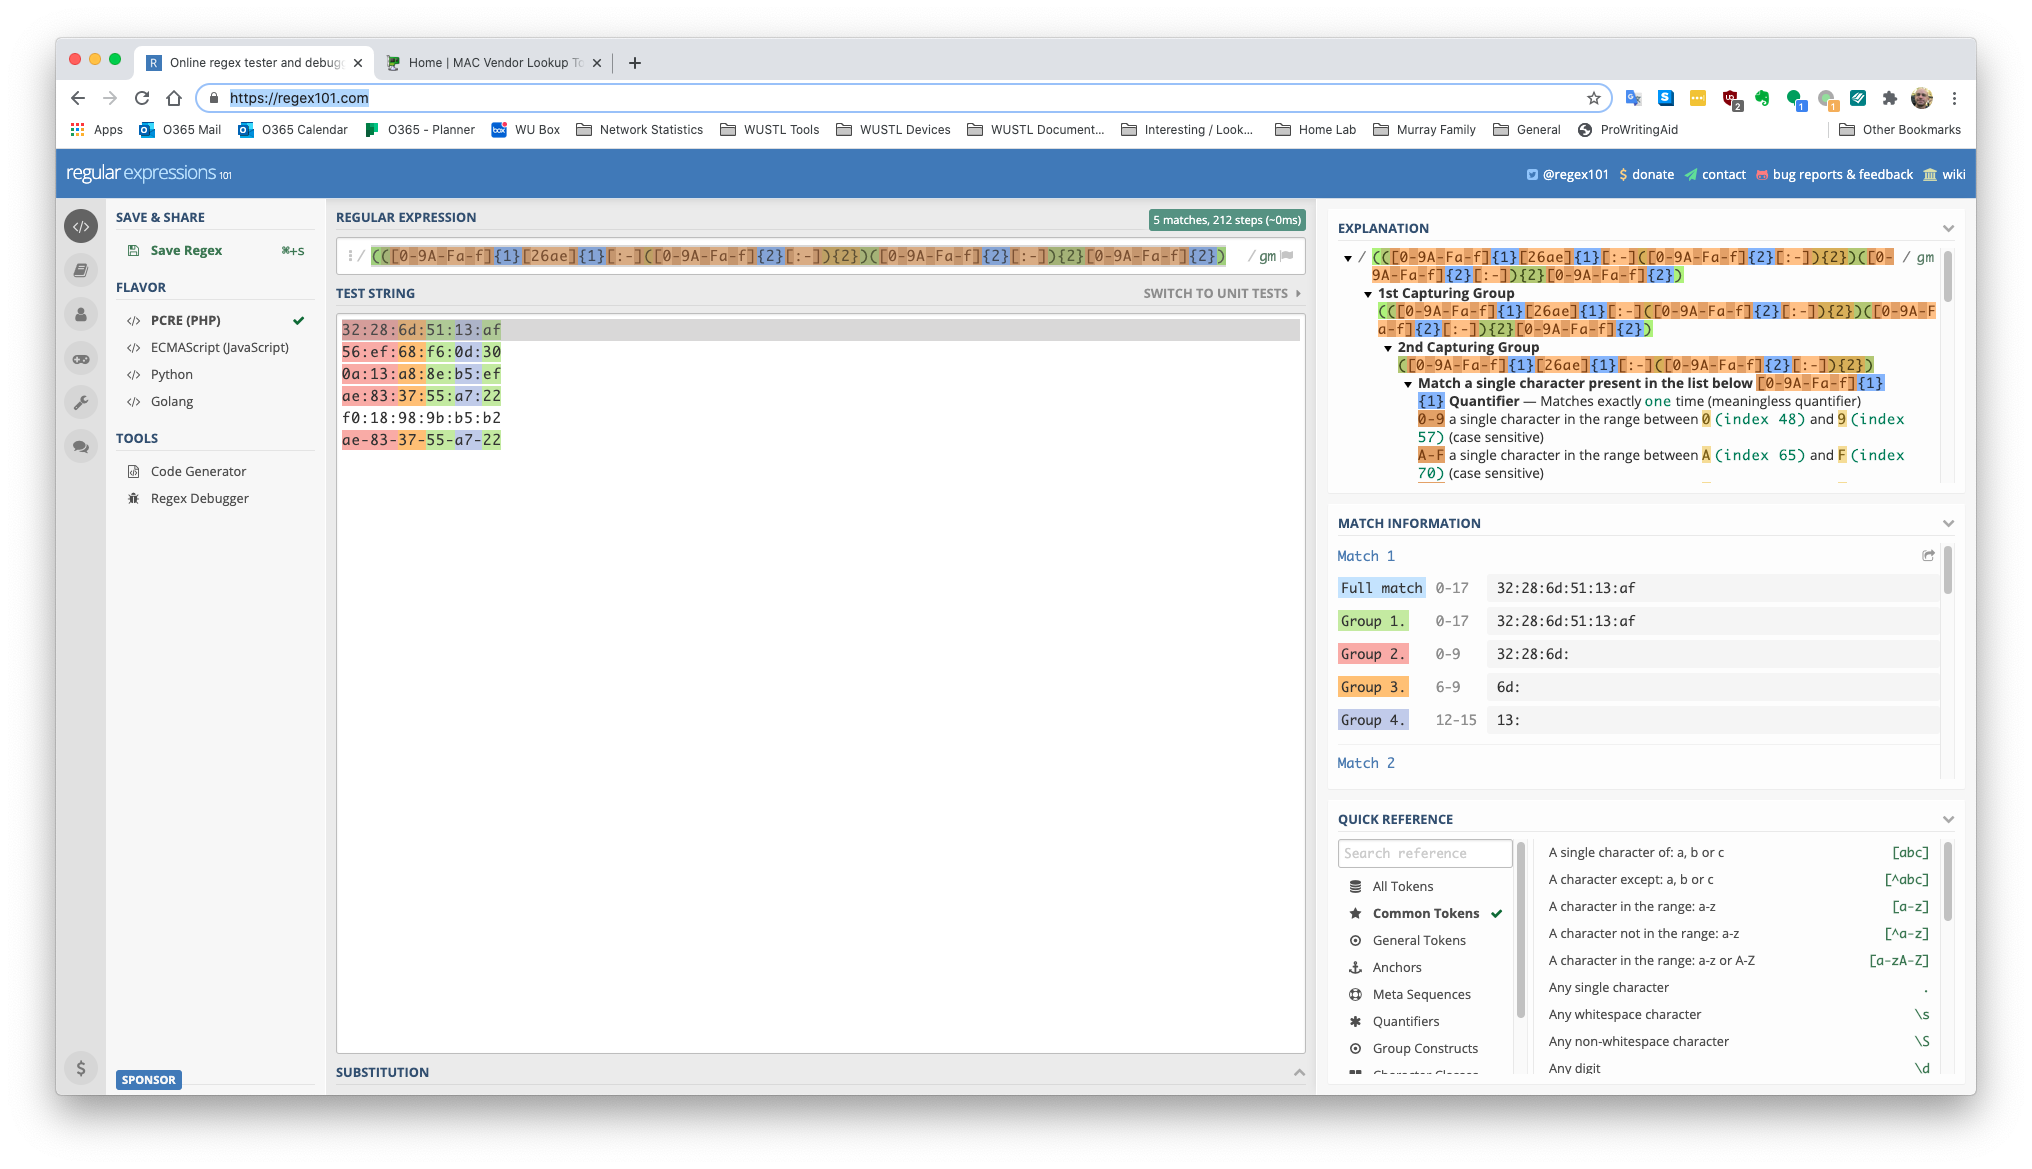 Online regex tester and debugg
Home | MAC Vendor Lookup To
https://regex101.com
2
1
1
Apps
O365 Mail
O365 Calendar
O365 - Planner
WU Box
Network Statistics
WUSTL Tools
WUSTL Devices
WUSTL Document...
Interesting / Look...
Home Lab
Murray Family
General
ProWritingAid
Other Bookmarks
regular expressions 101
@regex101
$ donate
contact
bug reports & feedback
wiki
SAVE & SHARE
Save Regex ⌘+S
FLAVOR
</> PCRE (PHP)
</> ECMAScript (JavaScript)
</> Python
</> Golang
TOOLS
Code Generator
Regex Debugger
$
SPONSOR
REGULAR EXPRESSION
5 matches, 212 steps (~0ms)
/ (([0-9A-Fa-f]{1}[26ae]{1}[:-]([0-9A-Fa-f]{2}[:-]){2})([0-9A-Fa-f]{2}[:-]){2}[0-9A-Fa-f]{2}) / gm
TEST STRING
SWITCH TO UNIT TESTS
32:28:6d:51:13:af
56:ef:68:f6:0d:30
0a:13:a8:8e:b5:ef
ae:83:37:55:a7:22
f0:18:98:9b:b5:b2
ae-83-37-55-a7-22
SUBSTITUTION
EXPLANATION
/ (([0-9A-Fa-f]{1}[26ae]{1}[:-]([0-9A-Fa-f]{2}[:-]){2})([0- / gm
9A-Fa-f]{2}[:-]){2}[0-9A-Fa-f]{2})
1st Capturing Group
(([0-9A-Fa-f]{1}[26ae]{1}[:-]([0-9A-Fa-f]{2}[:-]){2})([0-9A-F
a-f]{2}[:-]){2}[0-9A-Fa-f]{2})
2nd Capturing Group
([0-9A-Fa-f]{1}[26ae]{1}[:-]([0-9A-Fa-f]{2}[:-]){2})
Match a single character present in the list below [0-9A-Fa-f]{1}
{1} Quantifier — Matches exactly one time (meaningless quantifier)
0-9 a single character in the range between 0 (index 48) and 9 (index
57) (case sensitive)
A-F a single character in the range between A (index 65) and F (index
70) (case sensitive)
MATCH INFORMATION
Match 1
Full match 0-17 32:28:6d:51:13:af
Group 1. 0-17 32:28:6d:51:13:af
Group 2. 0-9 32:28:6d:
Group 3. 6-9 6d:
Group 4. 12-15 13:
Match 2
QUICK REFERENCE
Search reference
All Tokens
Common Tokens
General Tokens
Anchors
Meta Sequences
Quantifiers
Group Constructs
Character Classes
A single character of: a, b or c [abc]
A character except: a, b or c [^abc]
A character in the range: a-z [a-z]
A character not in the range: a-z [^a-z]
A character in the range: a-z or A-Z [a-zA-Z]
Any single character .
Any whitespace character \s
Any non-whitespace character \S
Any digit \d